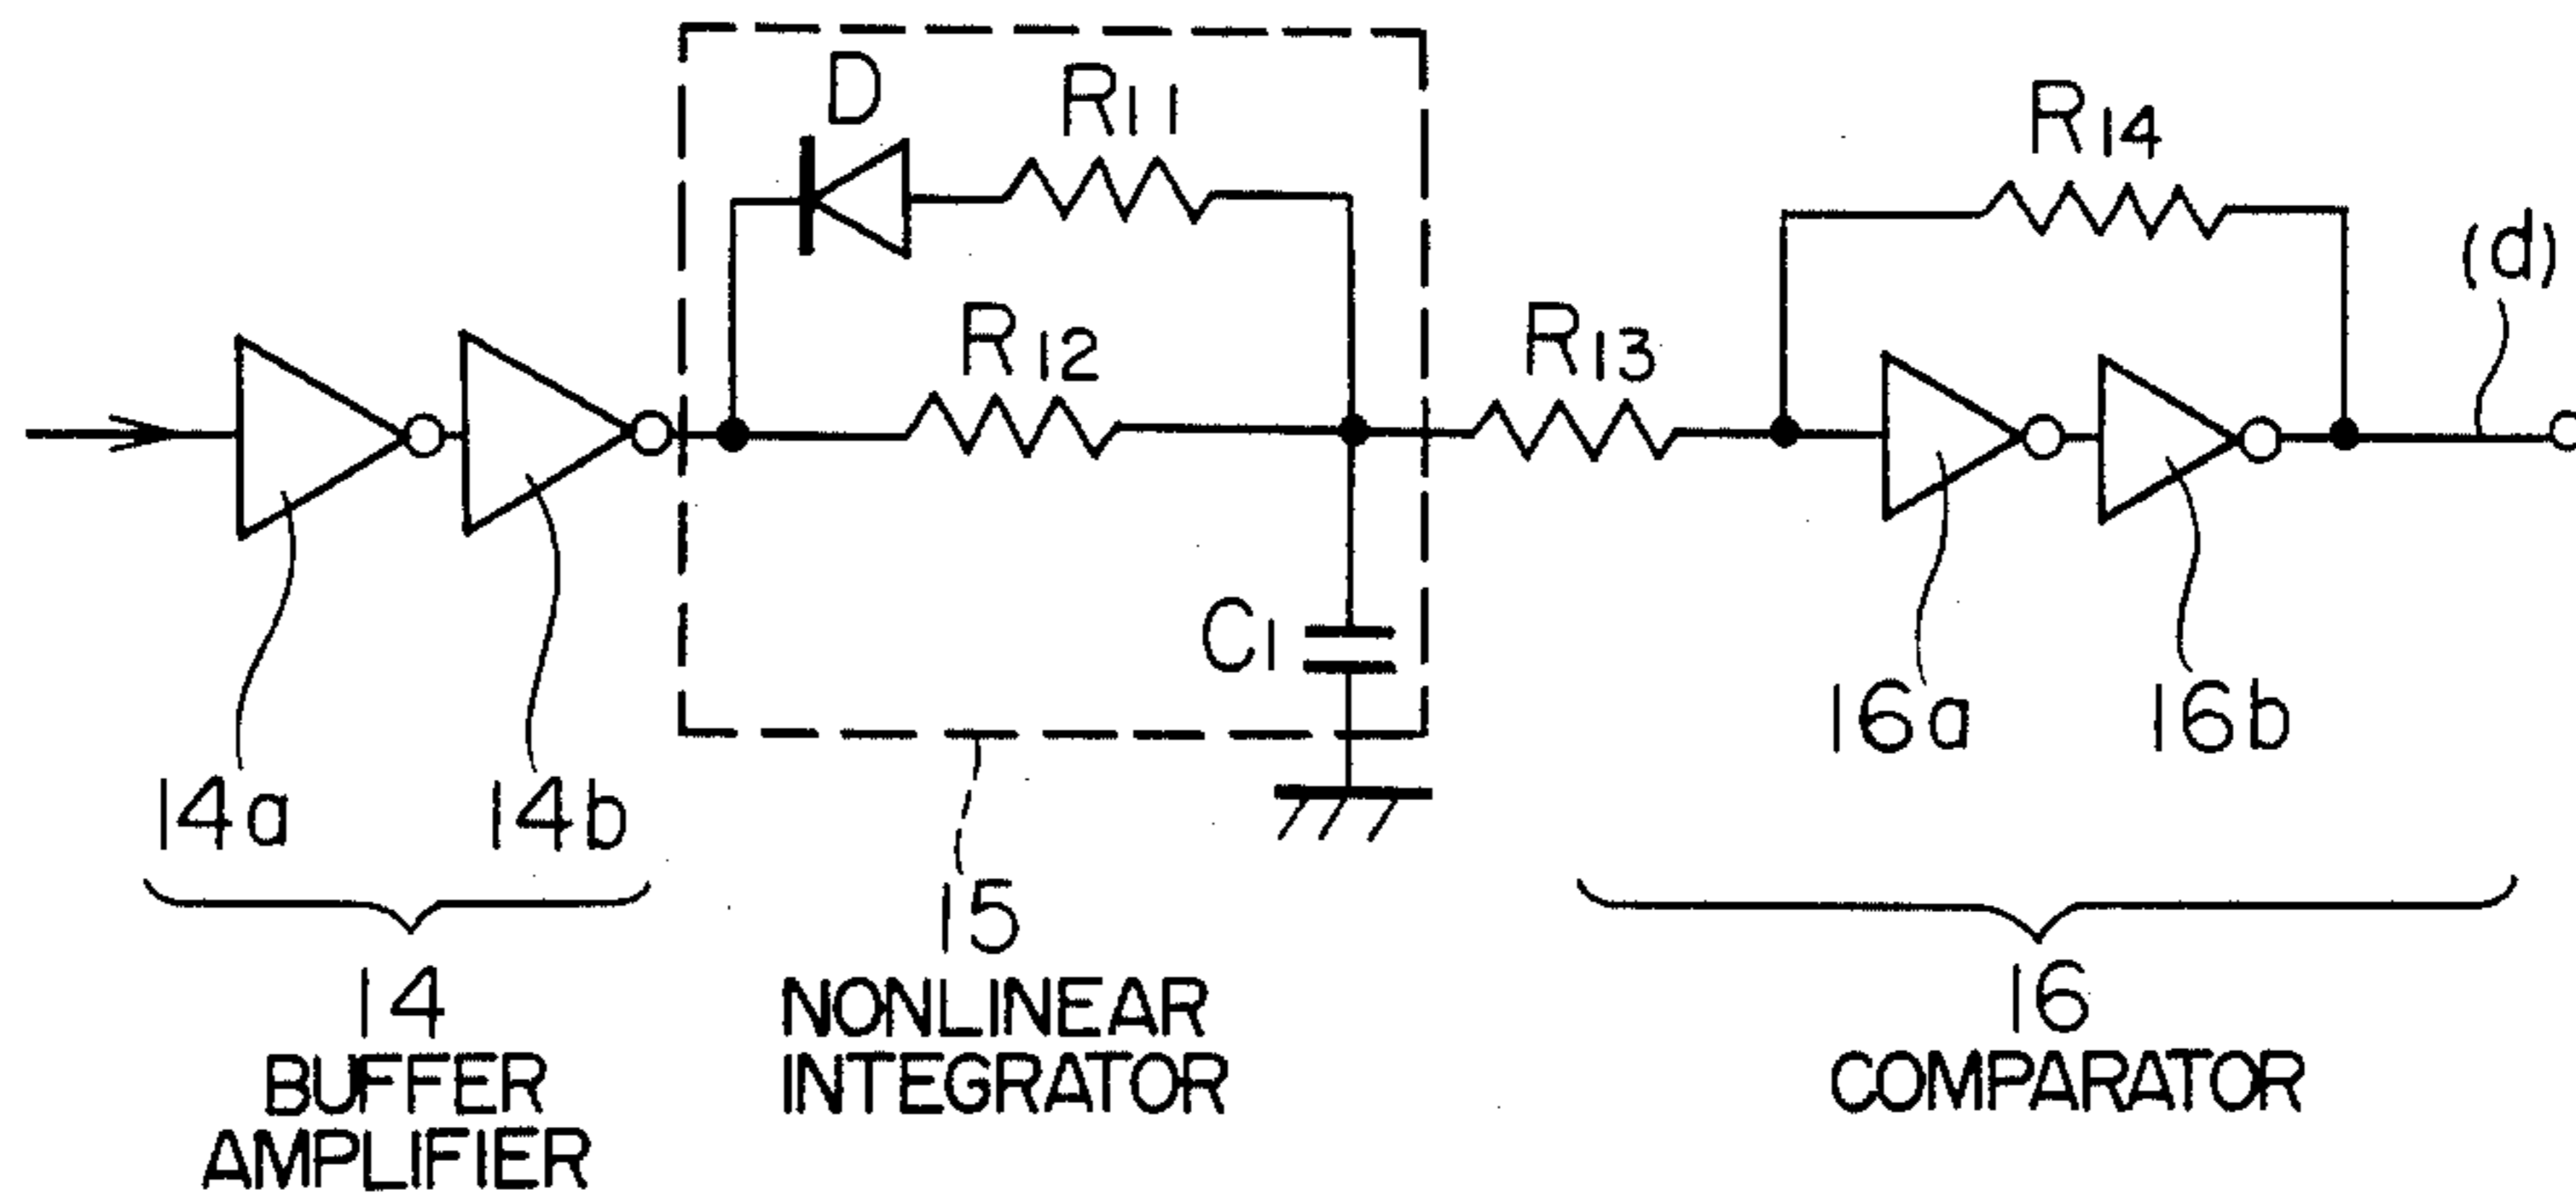 D
R11
R14
(d)
R12
R13
C1
16a
16b
14a
14b
15
NONLINEAR
INTEGRATOR
14
BUFFER
AMPLIFIER
16
COMPARATOR